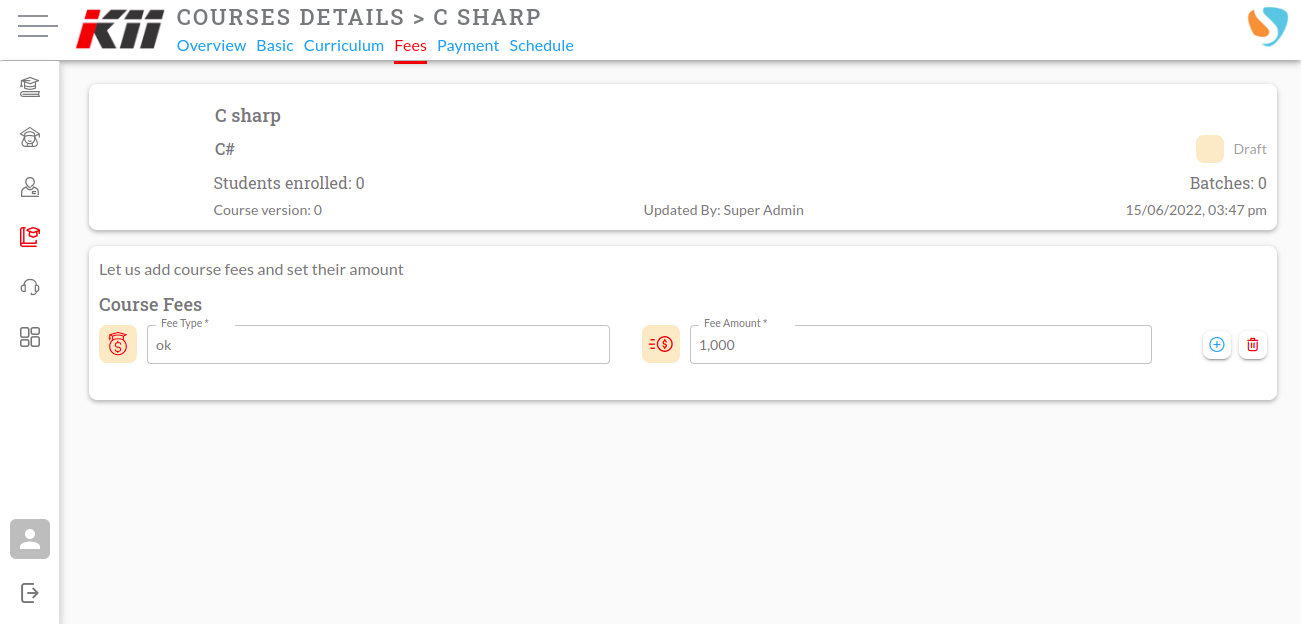 KII
COURSES DETAILS > C SHARP
Overview Basic Curriculum Fees Payment Schedule
C sharp
C#
Draft
Students enrolled: 0
Batches: 0
Course version: 0
Updated By: Super Admin
15/06/2022, 03:47 pm
Let us add course fees and set their amount
Course Fees
Fee Type *
ok
Fee Amount *
1,000